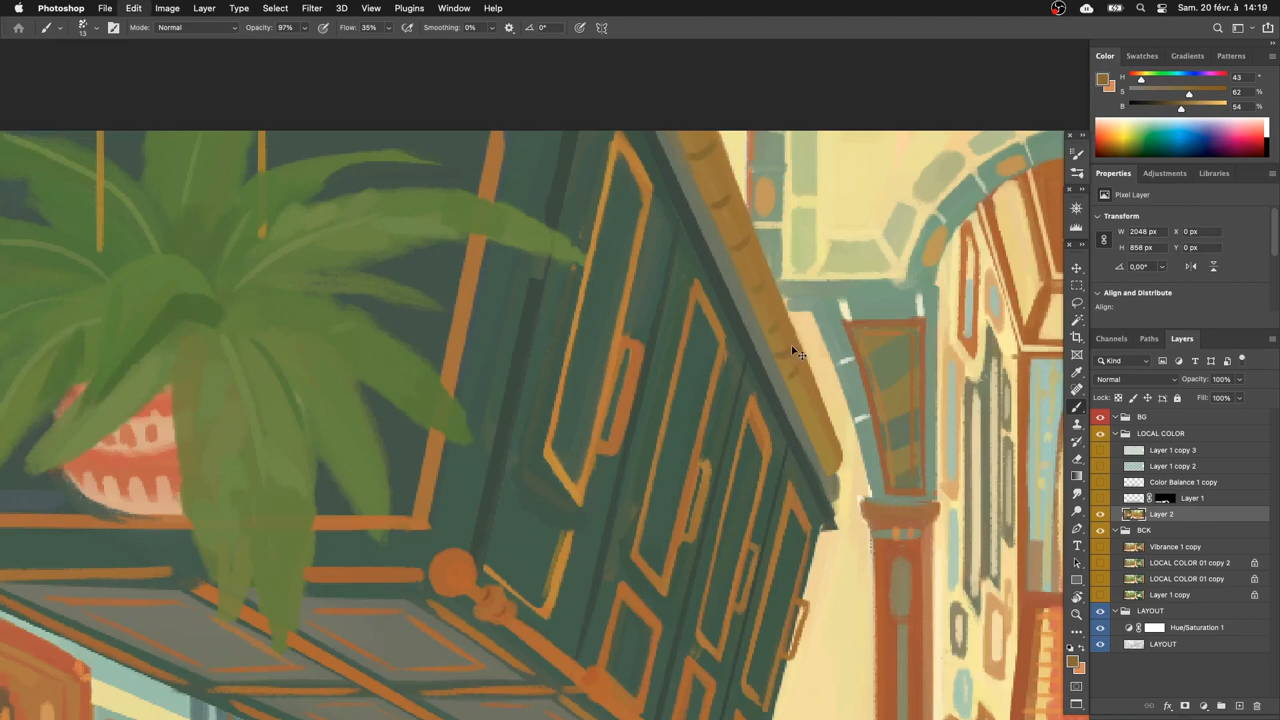 Photoshop File Edit Image Layer Type Select Filter 3D View Plugins Window Help Sam. 20 févr. à 14:19
13 Mode: Normal Opacity: 97% Flow: 35% Smoothing: 0% 0°
Color Swatches Gradients Patterns
H 43 °
S 62 %
B 54 %
Properties Adjustments Libraries
Pixel Layer
Transform
W 2048 px X 0 px
H 858 px Y 0 px
0,00°
Align and Distribute
Align:
Channels Paths Layers
Kind
Normal Opacity: 100%
Lock: Fill: 100%
BG
LOCAL COLOR
Layer 1 copy 3
Layer 1 copy 2
Color Balance 1 copy
Layer 1
Layer 2
BCK
Vibrance 1 copy
LOCAL COLOR 01 copy 2
LOCAL COLOR 01 copy
Layer 1 copy
LAYOUT
Hue/Saturation 1
LAYOUT